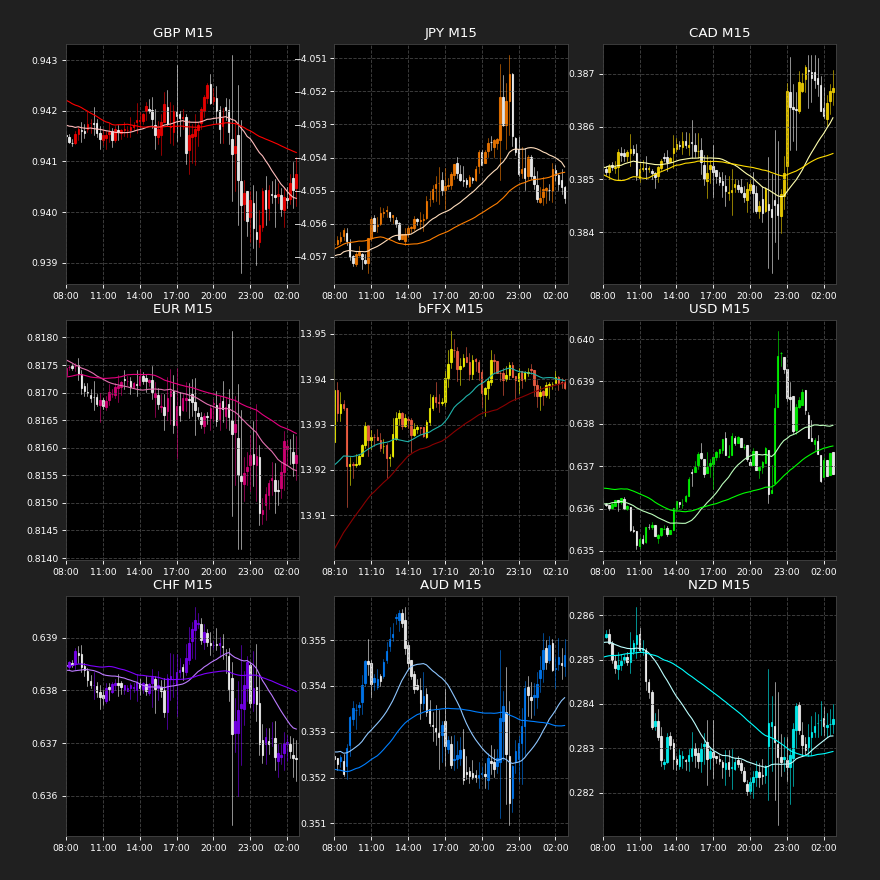 GBP M15
JPY M15
CAD M15
0.943
0.942
0.941
0.940
0.939
−4.051
−4.052
−4.053
−4.054
−4.055
−4.056
−4.057
0.387
0.386
0.385
0.384
08:00 11:00 14:00 17:00 20:00 23:00 02:00
08:00 11:00 14:00 17:00 20:00 23:00 02:00
08:00 11:00 14:00 17:00 20:00 23:00 02:00
EUR M15
bFFX M15
USD M15
0.8180
0.8175
0.8170
0.8165
0.8160
0.8155
0.8150
0.8145
0.8140
13.95
13.94
13.93
13.92
13.91
0.640
0.639
0.638
0.637
0.636
0.635
08:00 11:00 14:00 17:00 20:00 23:00 02:00
08:10 11:10 14:10 17:10 20:10 23:10 02:10
08:00 11:00 14:00 17:00 20:00 23:00 02:00
CHF M15
AUD M15
NZD M15
0.639
0.638
0.637
0.636
0.355
0.354
0.353
0.352
0.351
0.286
0.285
0.284
0.283
0.282
08:00 11:00 14:00 17:00 20:00 23:00 02:00
08:00 11:00 14:00 17:00 20:00 23:00 02:00
08:00 11:00 14:00 17:00 20:00 23:00 02:00